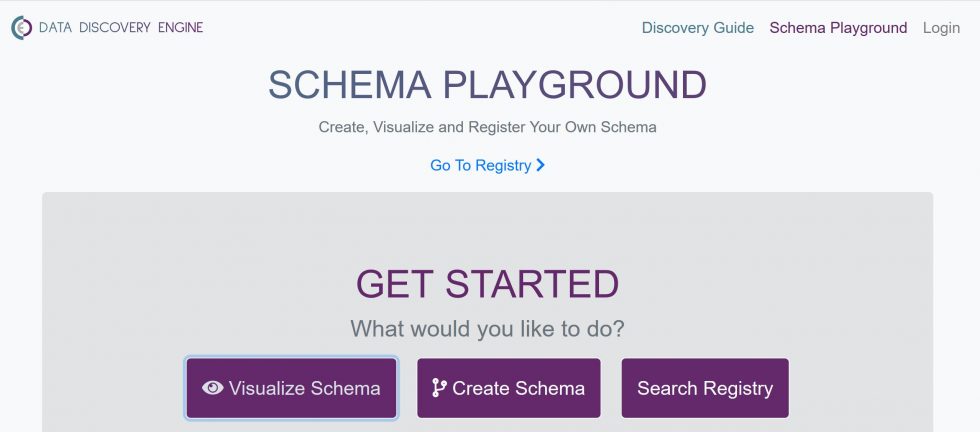 DATA DISCOVERY ENGINE Discovery Guide Schema Playground Login
SCHEMA PLAYGROUND
Create, Visualize and Register Your Own Schema
Go To Registry
GET STARTED
What would you like to do?
Visualize Schema Create Schema Search Registry